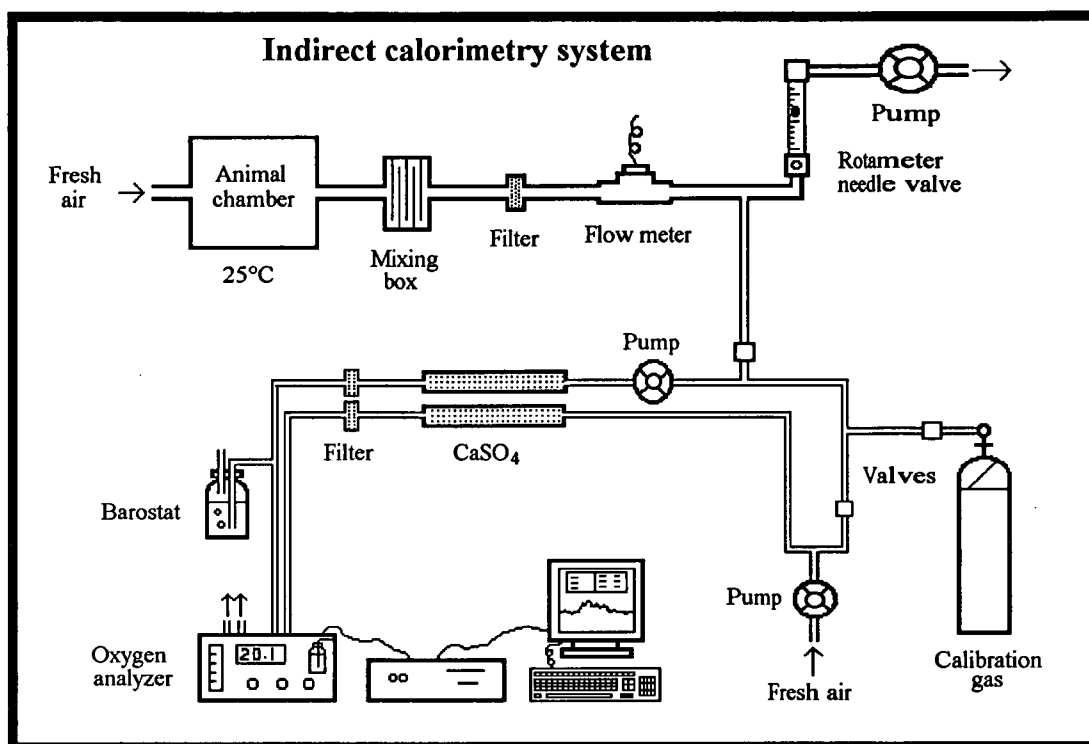 Indirect calorimetry system
Pump
Fresh
air
Animal
chamber
Rotameter
needle valve
Filter
Flow meter
Mixing
box
25°C
Pump
Filter
CaSO4
Valves
Barostat
Pump
Oxygen
analyzer
20.1
Fresh air
Calibration
gas